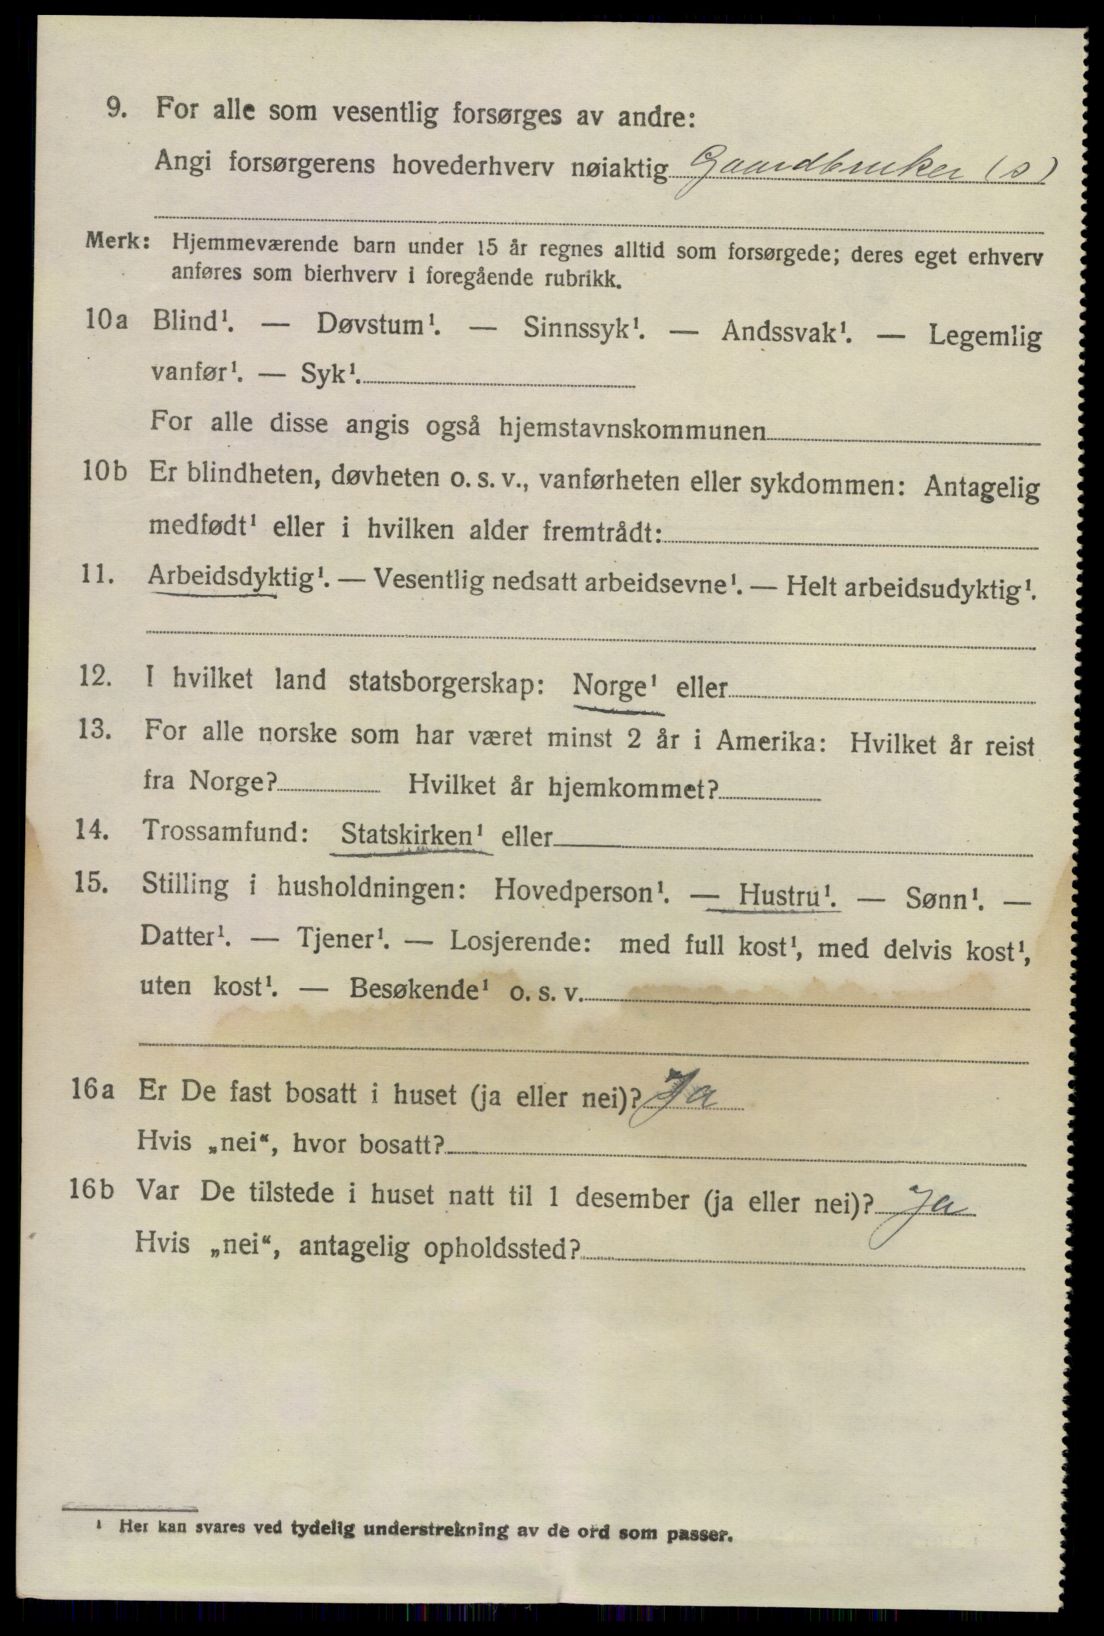 9. For alle som vesentlig forsørges av andre:
Angi forsørgerens hovederhverv nøiaktig Gaardbruker (s)
Merk: Hjemmeværende barn under 15 år regnes alltid som forsørgede; deres eget erhverv
anføres som bierhverv i foregående rubrikk.
10a Blind¹. — Døvstum¹. — Sinnssyk¹. — Andssvak¹. — Legemlig
vanfør¹. — Syk¹.
For alle disse angis også hjemstavnskommunen
10b Er blindheten, døvheten o. s. v., vanførheten eller sykdommen: Antagelig
medfødt¹ eller i hvilken alder fremtrådt:
11. Arbeidsdyktig¹. — Vesentlig nedsatt arbeidsevne¹. — Helt arbeidsudyktig¹.
12. I hvilket land statsborgerskap: Norge¹ eller
13. For alle norske som har været minst 2 år i Amerika: Hvilket år reist
fra Norge? Hvilket år hjemkommet?
14. Trossamfund: Statskirken¹ eller
15. Stilling i husholdningen: Hovedperson¹. — Hustru¹. — Sønn¹. —
Datter¹. — Tjener¹. — Losjerende: med full kost¹, med delvis kost¹,
uten kost¹. — Besøkende¹ o. s. v.
16a Er De fast bosatt i huset (ja eller nei)? Ja
Hvis „nei“, hvor bosatt?
16b Var De tilstede i huset natt til 1 desember (ja eller nei)? Ja
Hvis „nei“, antagelig opholdssted?
¹ Her kan svares ved tydelig understrekning av de ord som passer.